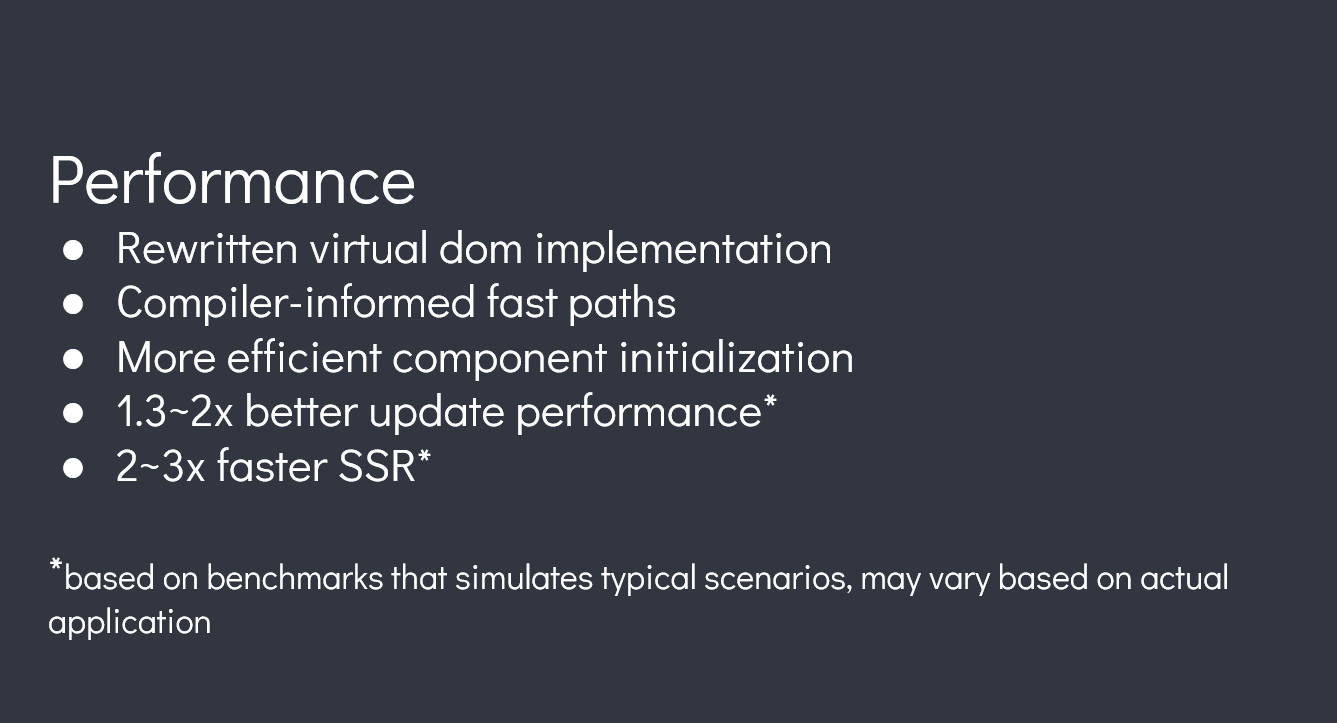 Performance
● Rewritten virtual dom implementation
● Compiler-informed fast paths
● More efficient component initialization
● 1.3~2x better update performance*
● 2~3x faster SSR*
*based on benchmarks that simulates typical scenarios, may vary based on actual
application